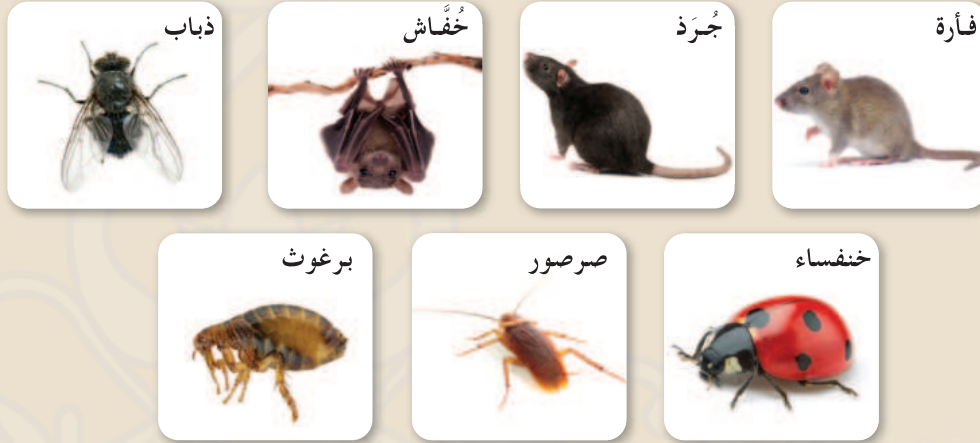 فأرة
جُرَذ
خُفَّاش
ذباب
خنفساء
صرصور
برغوث